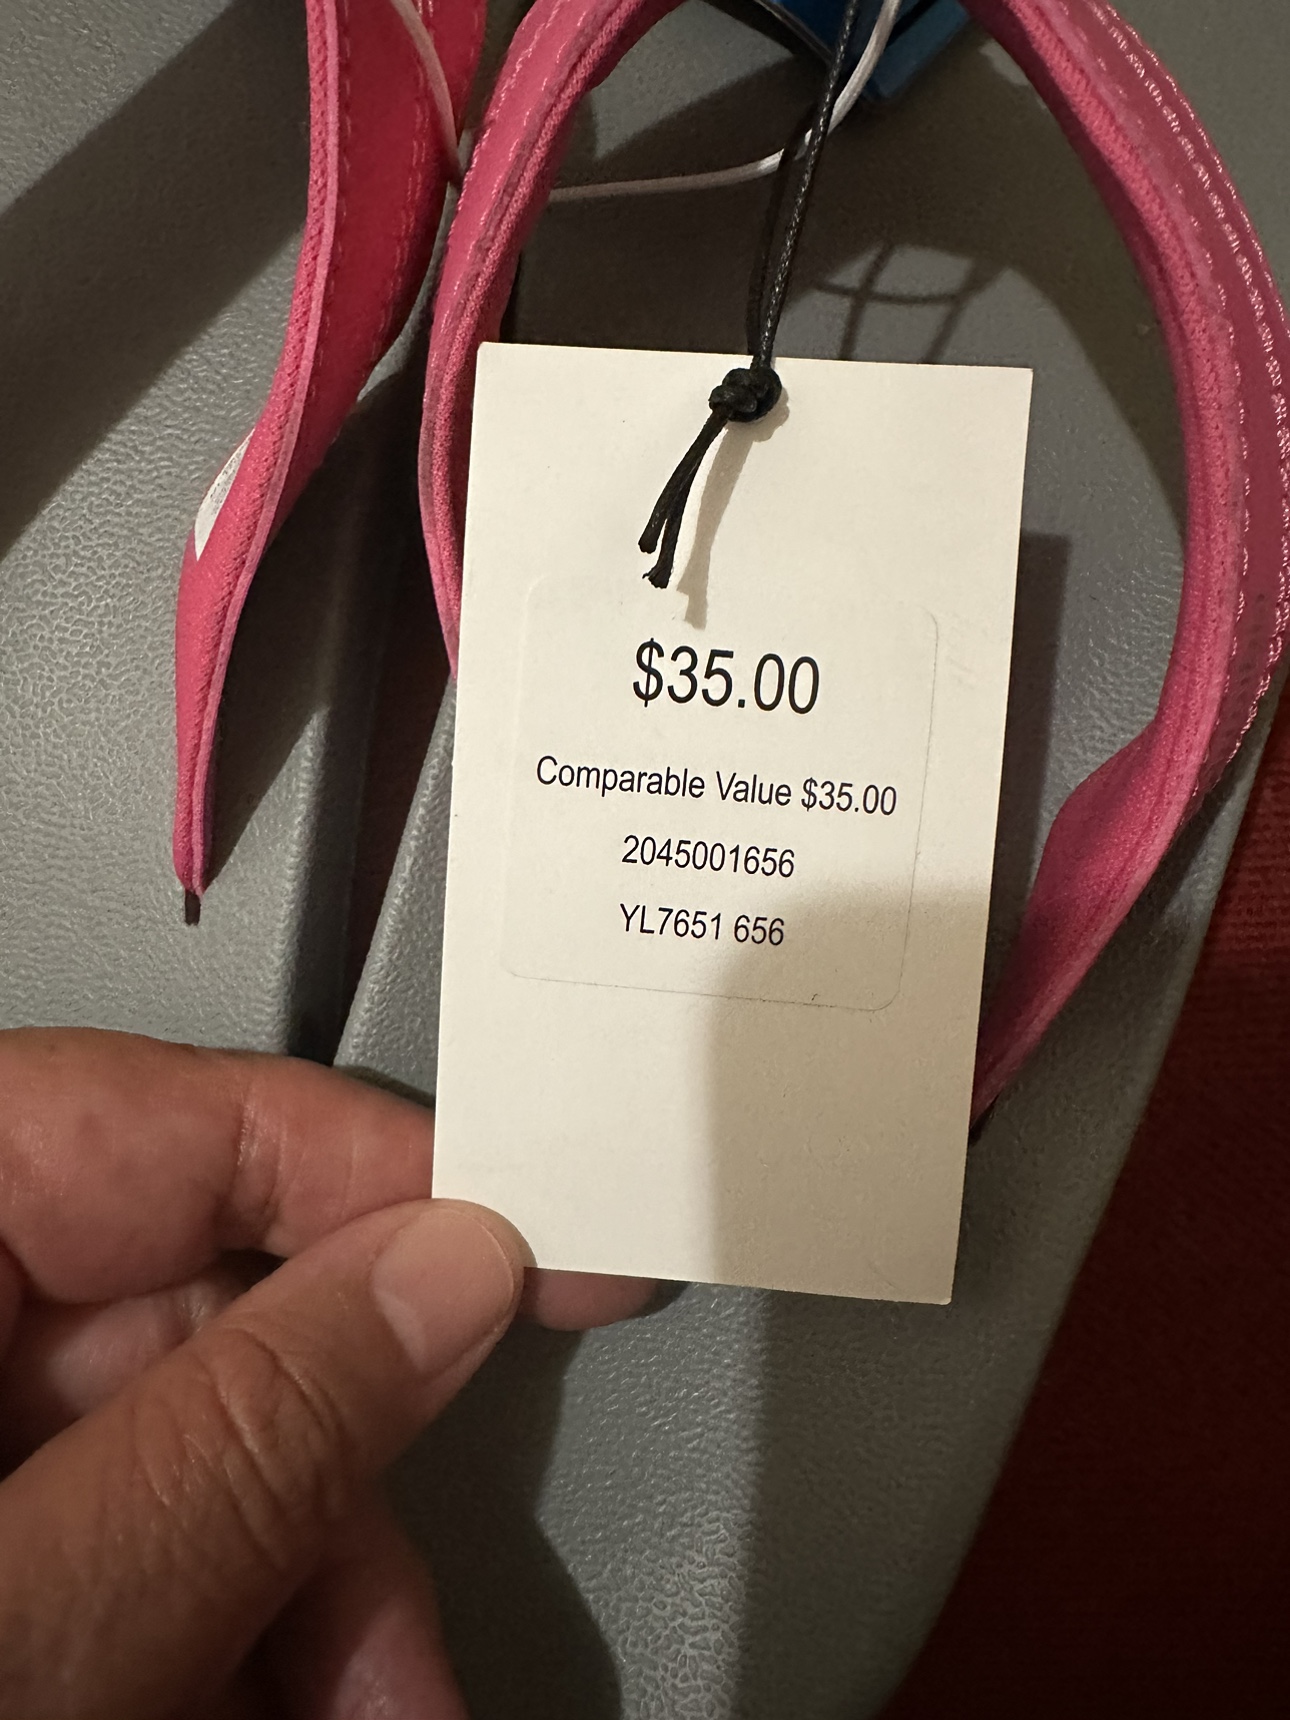 $35.00
Comparable Value $35.00
2045001656
YL7651 656